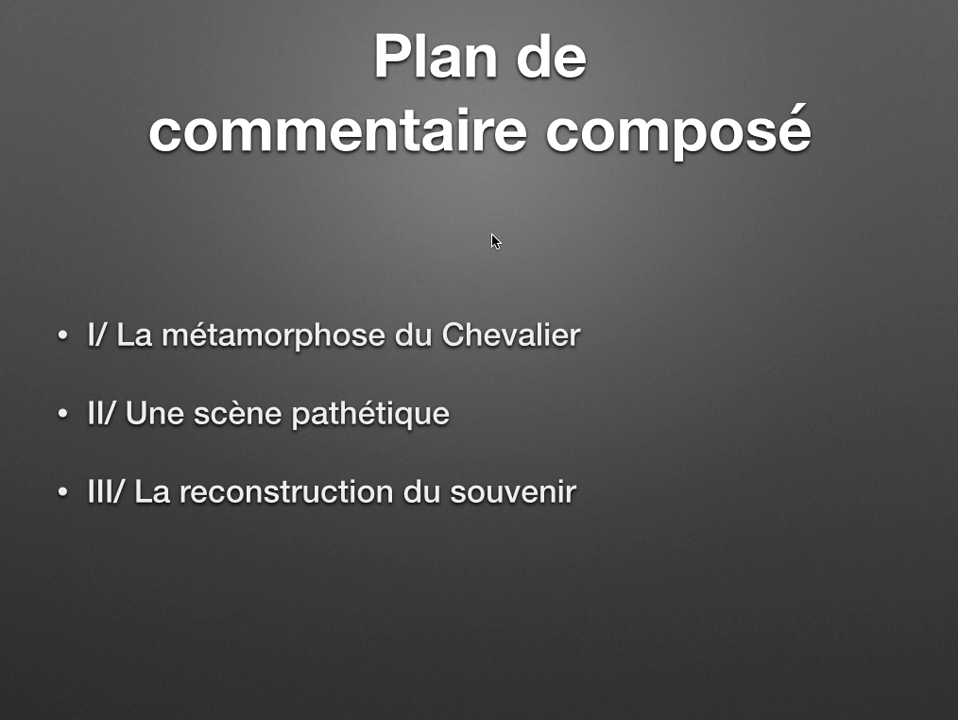 Plan de
commentaire composé
• I/ La métamorphose du Chevalier
• II/ Une scène pathétique
• III/ La reconstruction du souvenir